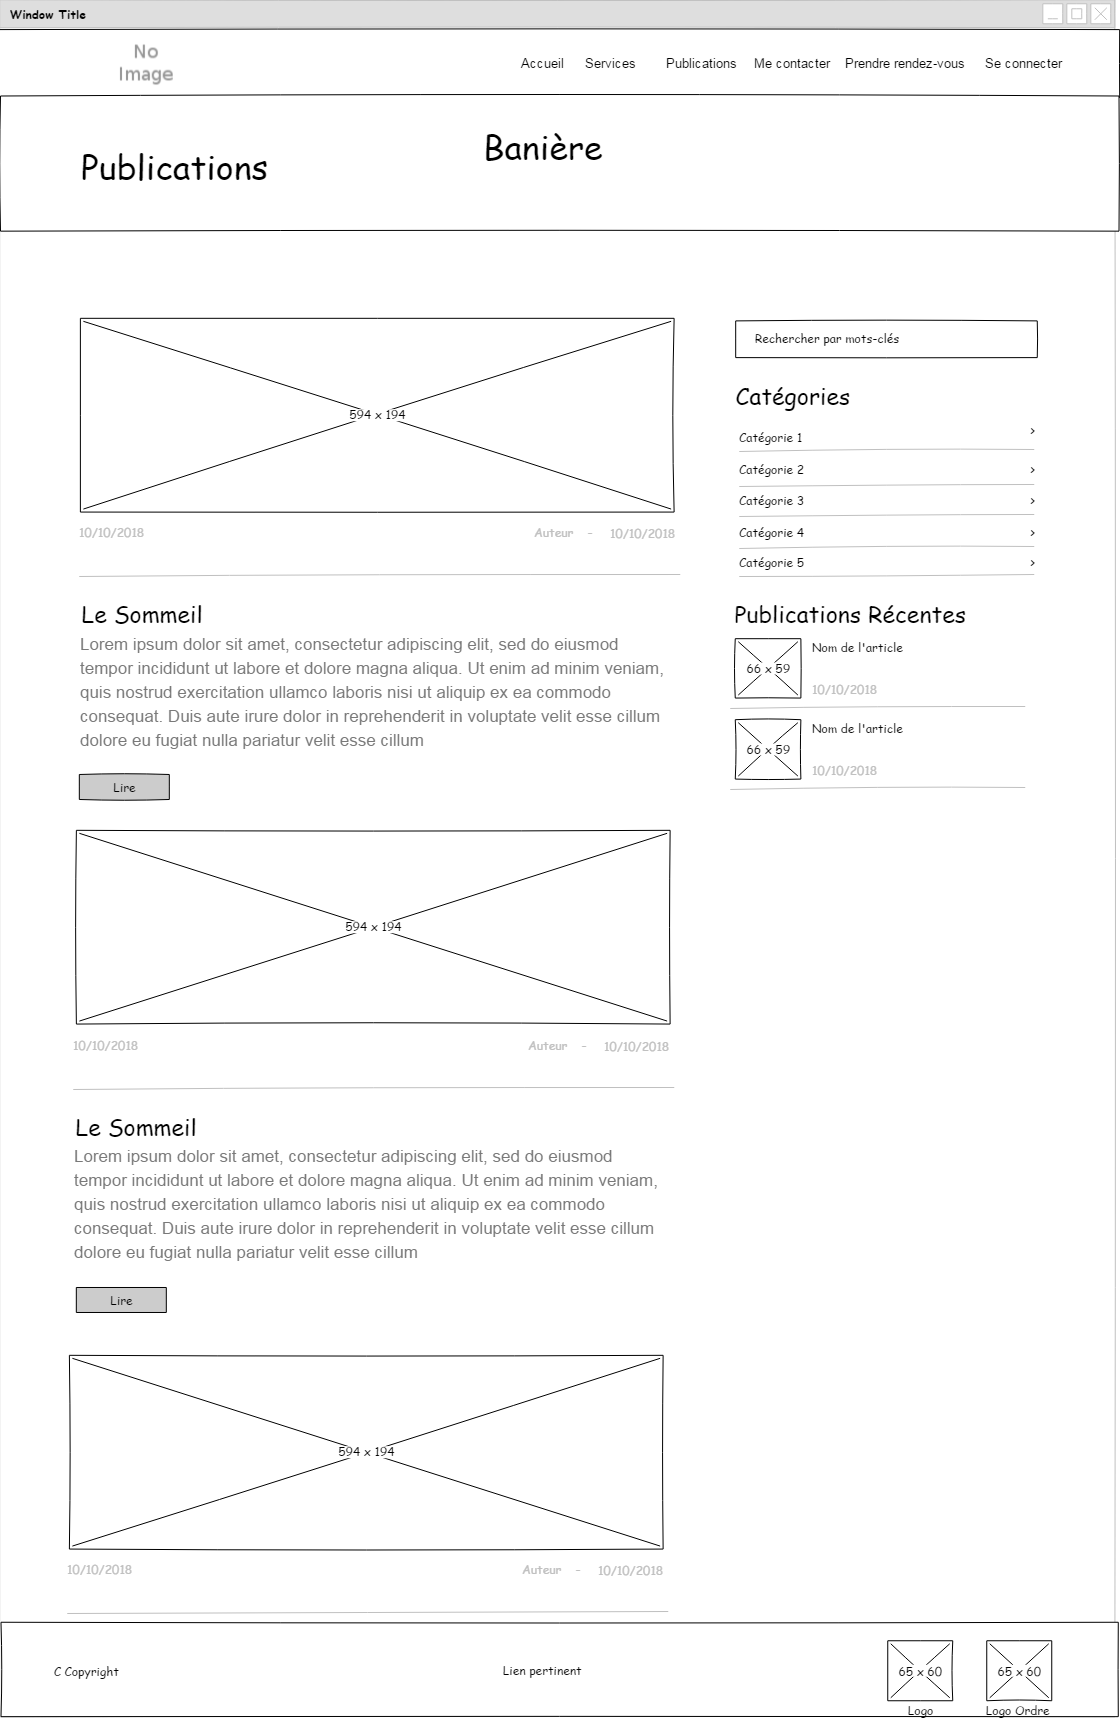 Window Title
No
Image
Accueil Services Publications Me contacter Prendre rendez-vous Se connecter
Banière
Publications
594 x 194
10/10/2018 Auteur - 10/10/2018
Le Sommeil
Lorem ipsum dolor sit amet, consectetur adipiscing elit, sed do eiusmod
tempor incididunt ut labore et dolore magna aliqua. Ut enim ad minim veniam,
quis nostrud exercitation ullamco laboris nisi ut aliquip ex ea commodo
consequat. Duis aute irure dolor in reprehenderit in voluptate velit esse cillum
dolore eu fugiat nulla pariatur velit esse cillum
Lire
594 x 194
10/10/2018 Auteur - 10/10/2018
Le Sommeil
Lorem ipsum dolor sit amet, consectetur adipiscing elit, sed do eiusmod
tempor incididunt ut labore et dolore magna aliqua. Ut enim ad minim veniam,
quis nostrud exercitation ullamco laboris nisi ut aliquip ex ea commodo
consequat. Duis aute irure dolor in reprehenderit in voluptate velit esse cillum
dolore eu fugiat nulla pariatur velit esse cillum
Lire
594 x 194
10/10/2018 Auteur - 10/10/2018
Rechercher par mots-clés
Catégories
Catégorie 1 >
Catégorie 2 >
Catégorie 3 >
Catégorie 4 >
Catégorie 5 >
Publications Récentes
66 x 59
Nom de l'article
10/10/2018
66 x 59
Nom de l'article
10/10/2018
C Copyright
Lien pertinent
65 x 60
Logo
65 x 60
Logo Ordre